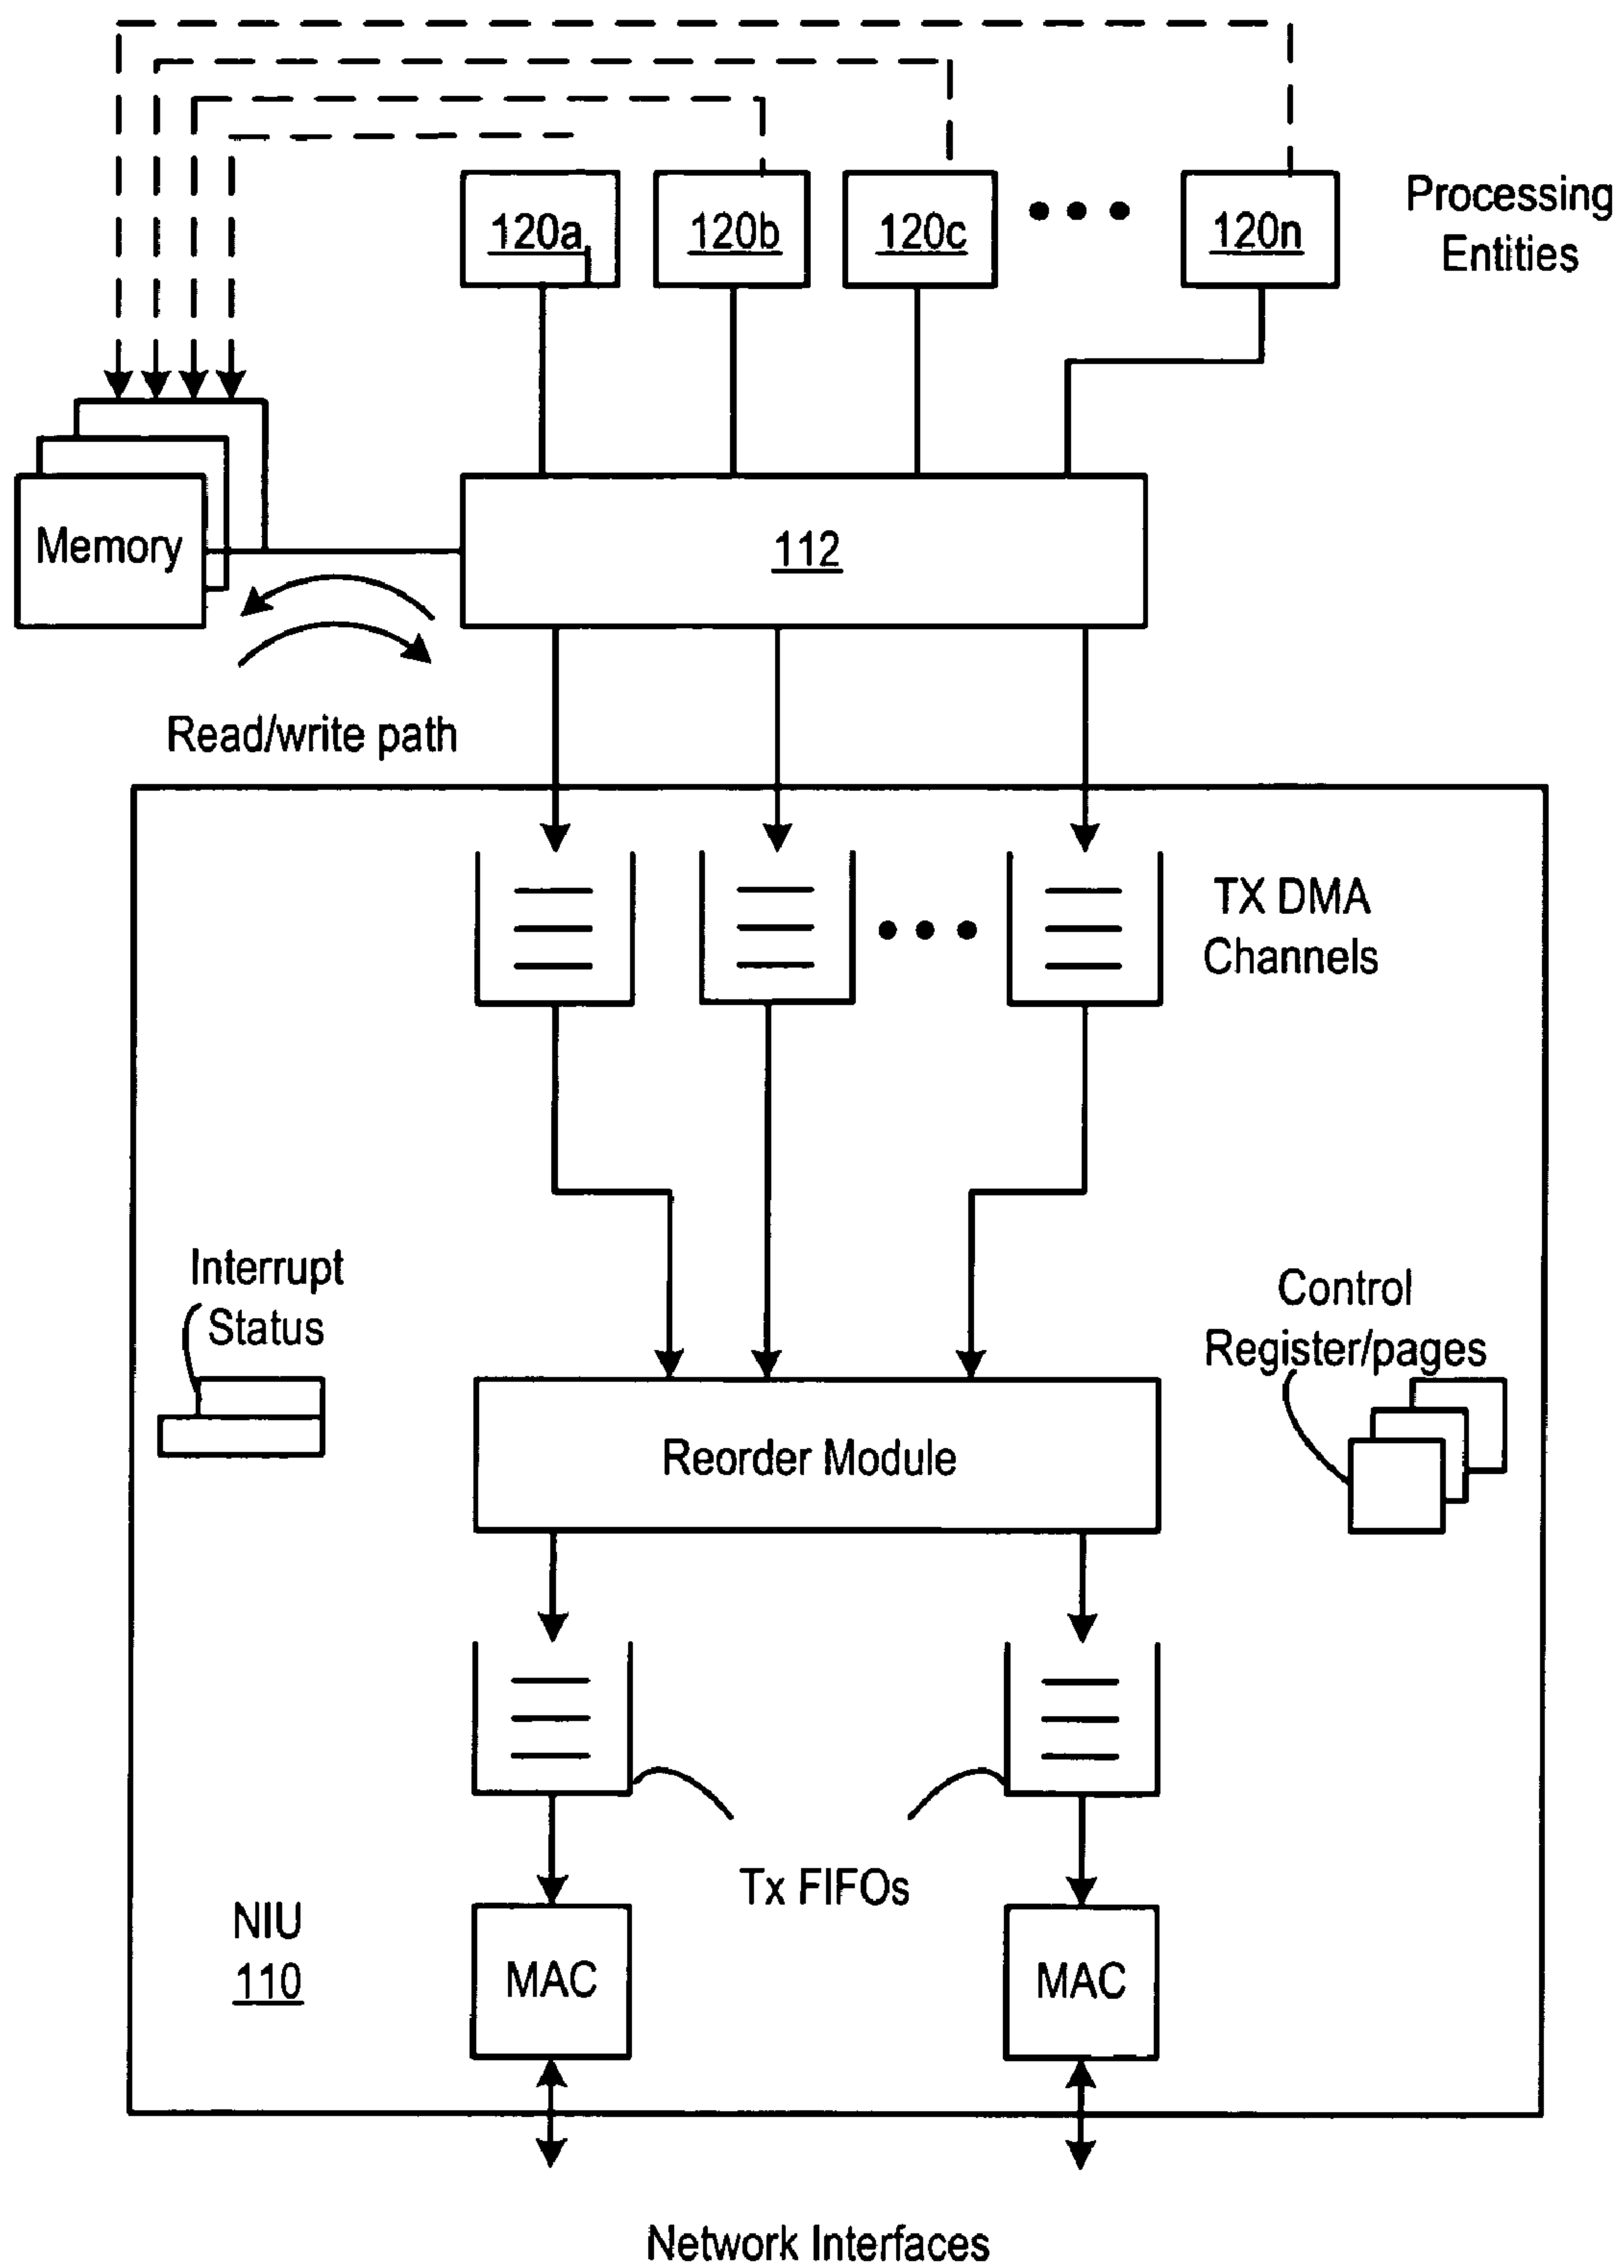 120a
120b
120c
120n
Processing
Entities
Memory
112
Read/write path
TX DMA
Channels
Interrupt
Status
Control
Register/pages
Reorder Module
Tx FIFOs
NIU
110
MAC
MAC
Network Interfaces